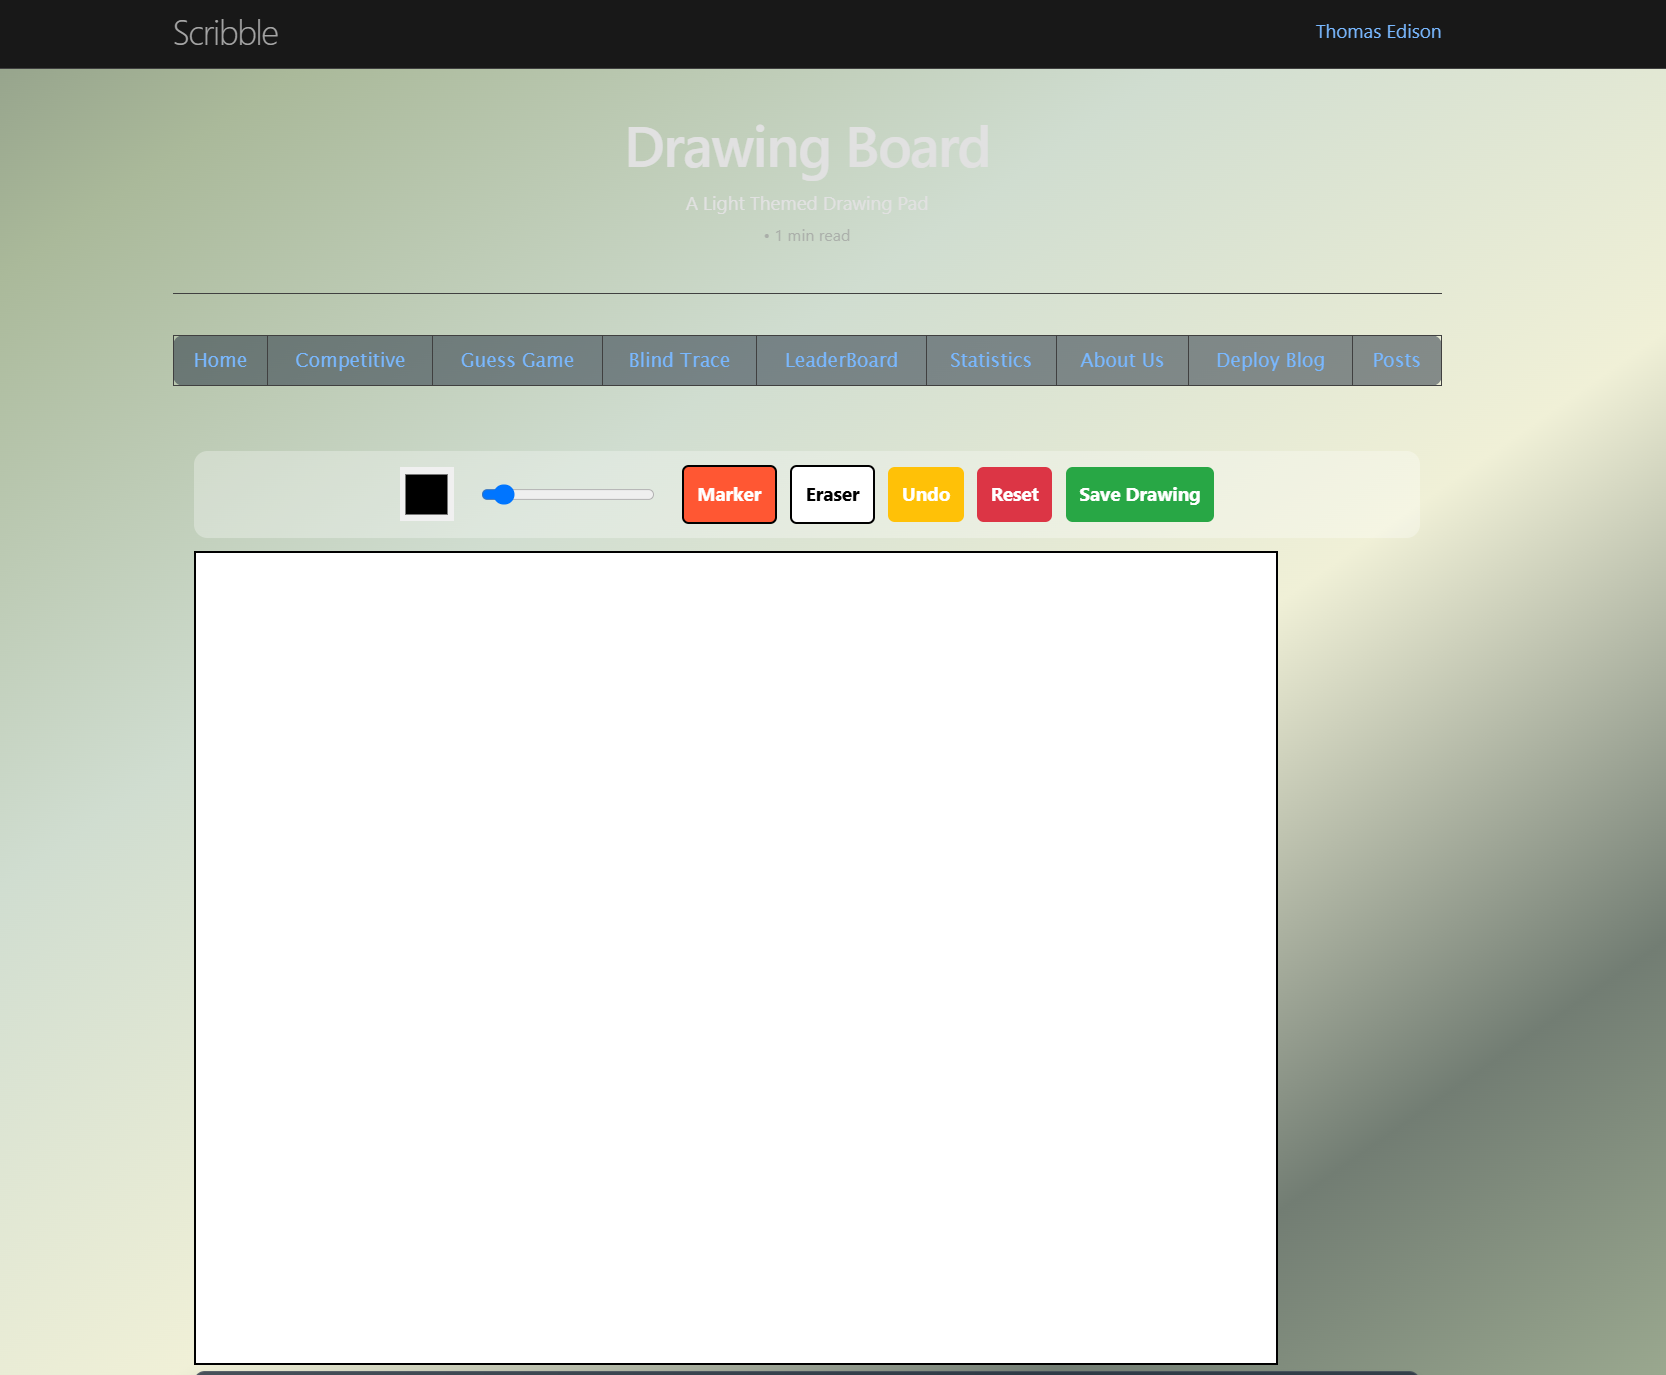 Scribble
Thomas Edison
Drawing Board
A Light Themed Drawing Pad
• 1 min read
Home Competitive Guess Game Blind Trace LeaderBoard Statistics About Us Deploy Blog Posts
Marker Eraser Undo Reset Save Drawing